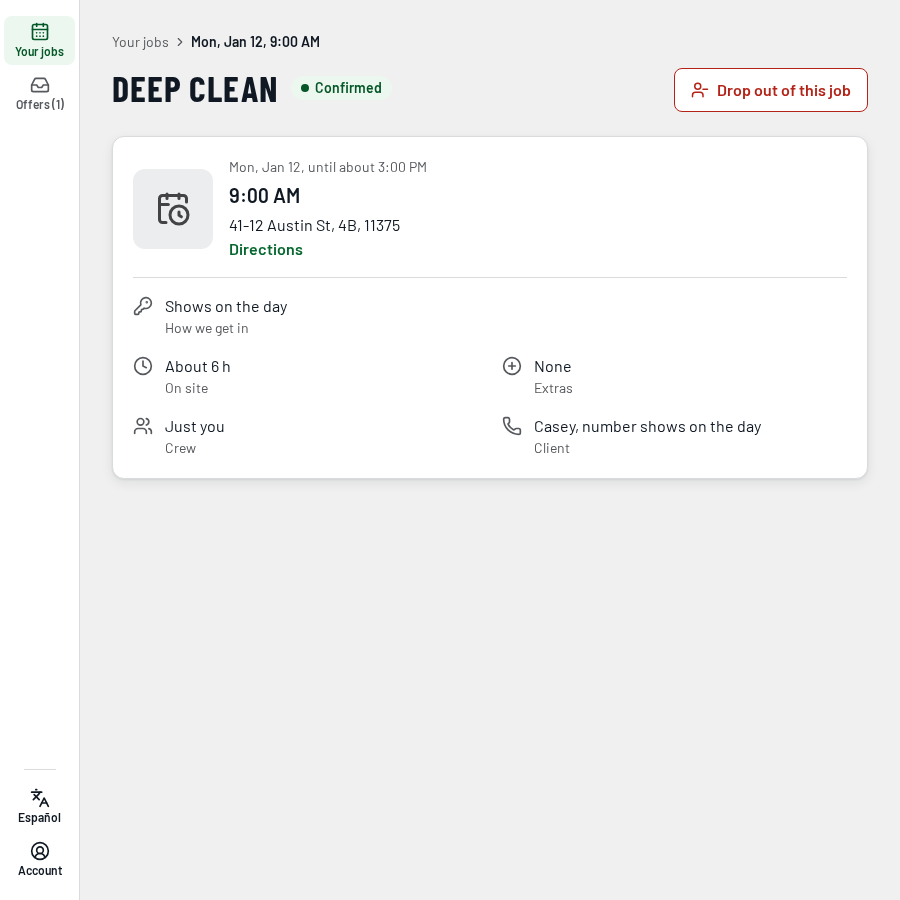 Your jobs
Offers (1)
Español
Account
Your jobs > Mon, Jan 12, 9:00 AM
DEEP CLEAN
Confirmed
Drop out of this job
Mon, Jan 12, until about 3:00 PM
9:00 AM
41-12 Austin St, 4B, 11375
Directions
Shows on the day
How we get in
About 6 h
On site
None
Extras
Just you
Crew
Casey, number shows on the day
Client